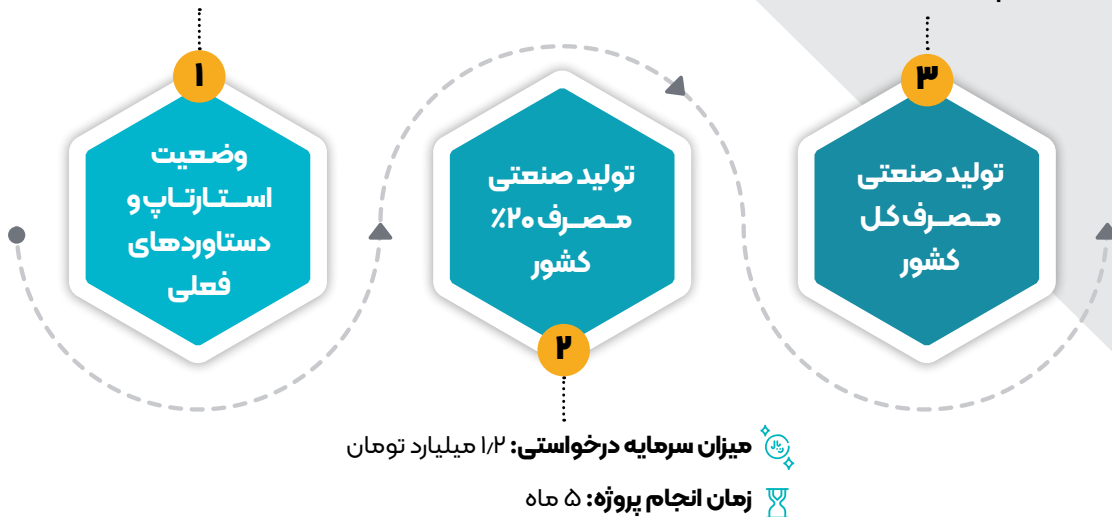 ۱
وضعیت
استارتاپ و
دستاوردهای
فعلی
تولید صنعتی
مصرف ۲۰٪
کشور
۲
میزان سرمایه درخواستی: ۱٫۲ میلیارد تومان
زمان انجام پروژه: ۵ ماه
۳
تولید صنعتی
مصرف کل
کشور